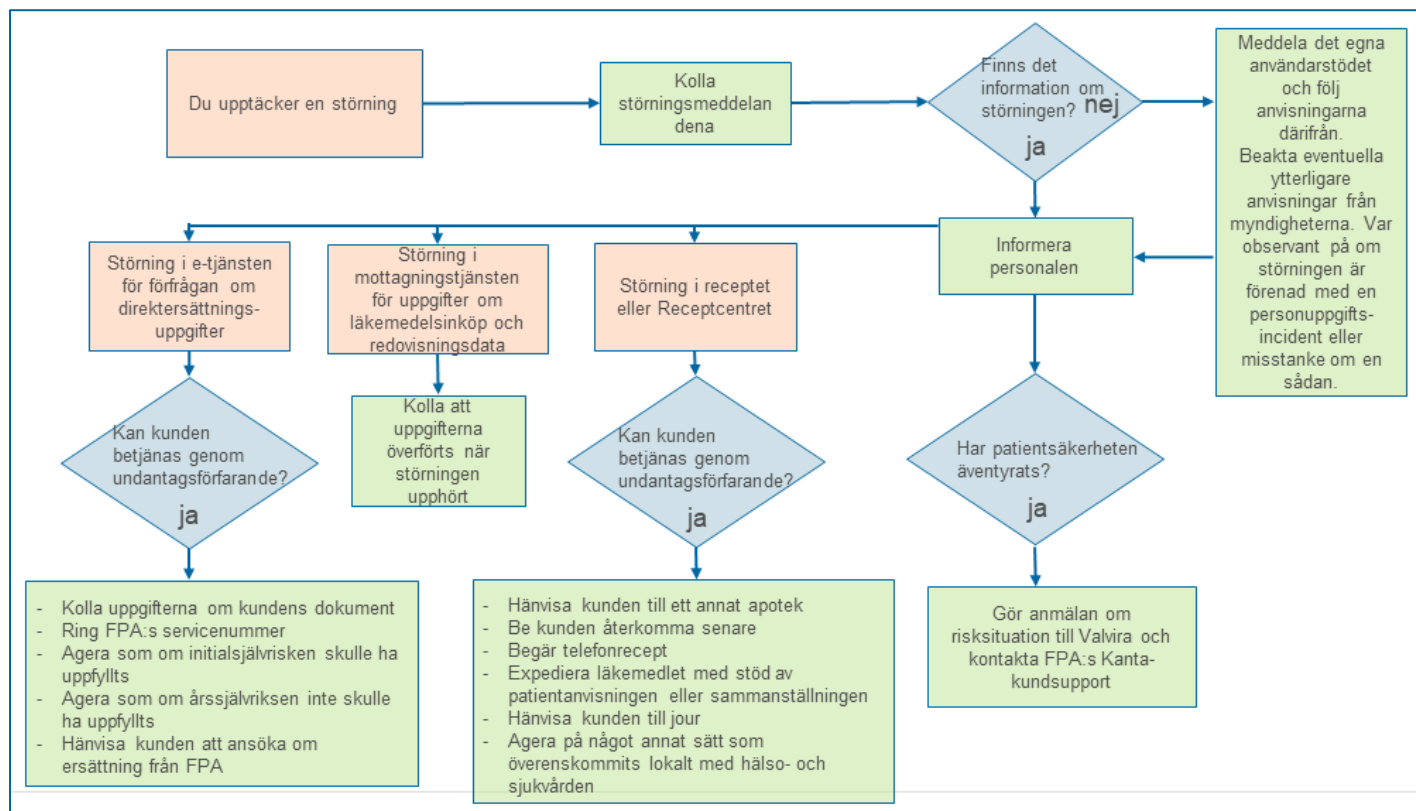 Du upptäcker en störning
Kolla
störningsmeddelan
dena
Finns det
information om
störningen? nej
ja
Meddela det egna
användarstödet
och följ
anvisningarna
därifrån.
Beakta eventuella
ytterligare
anvisningar från
myndigheterna. Var
observant på om
störningen är
förenad med en
personuppgifts-
incident eller
misstanke om en
sådan.
Informera
personalen
Störning i e-tjänsten
för förfrågan om
direktersättnings-
uppgifter
Störning i
mottagningstjänsten
för uppgifter om
läkemedelsinköp och
redovisningsdata
Störning i receptet
eller Receptcentret
Kan kunden
betjänas genom
undantagsförfarande?
ja
Kolla att
uppgifterna
överförts när
störningen
upphört
Kan kunden
betjänas genom
undantagsförfarande?
ja
Har patientsäkerheten
äventyrats?
ja
- Kolla uppgifterna om kundens dokument
- Ring FPA:s servicenummer
- Agera som om initialsjälvrisken skulle ha
uppfyllts
- Agera som om årssjälvriksen inte skulle
ha uppfyllts
- Hänvisa kunden att ansöka om
ersättning från FPA
- Hänvisa kunden till ett annat apotek
- Be kunden återkomma senare
- Begär telefonrecept
- Expediera läkemedlet med stöd av
patientanvisningen eller sammanställningen
- Hänvisa kunden till jour
- Agera på något annat sätt som
överenskommits lokalt med hälso- och
sjukvården
Gör anmälan om
risksituation till Valvira och
kontakta FPA:s Kanta-
kundsupport